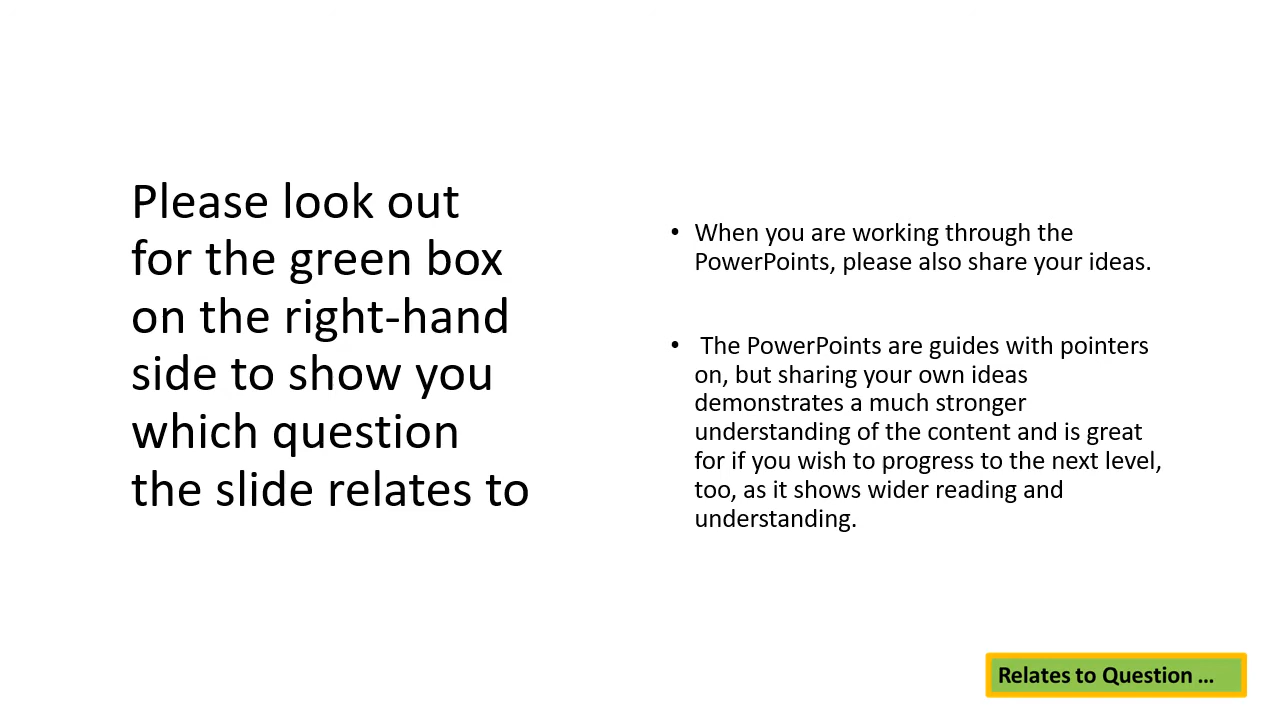 Please look out
for the green box
on the right-hand
side to show you
which question
the slide relates to
• When you are working through the
PowerPoints, please also share your ideas.
• The PowerPoints are guides with pointers
on, but sharing your own ideas
demonstrates a much stronger
understanding of the content and is great
for if you wish to progress to the next level,
too, as it shows wider reading and
understanding.
Relates to Question ...